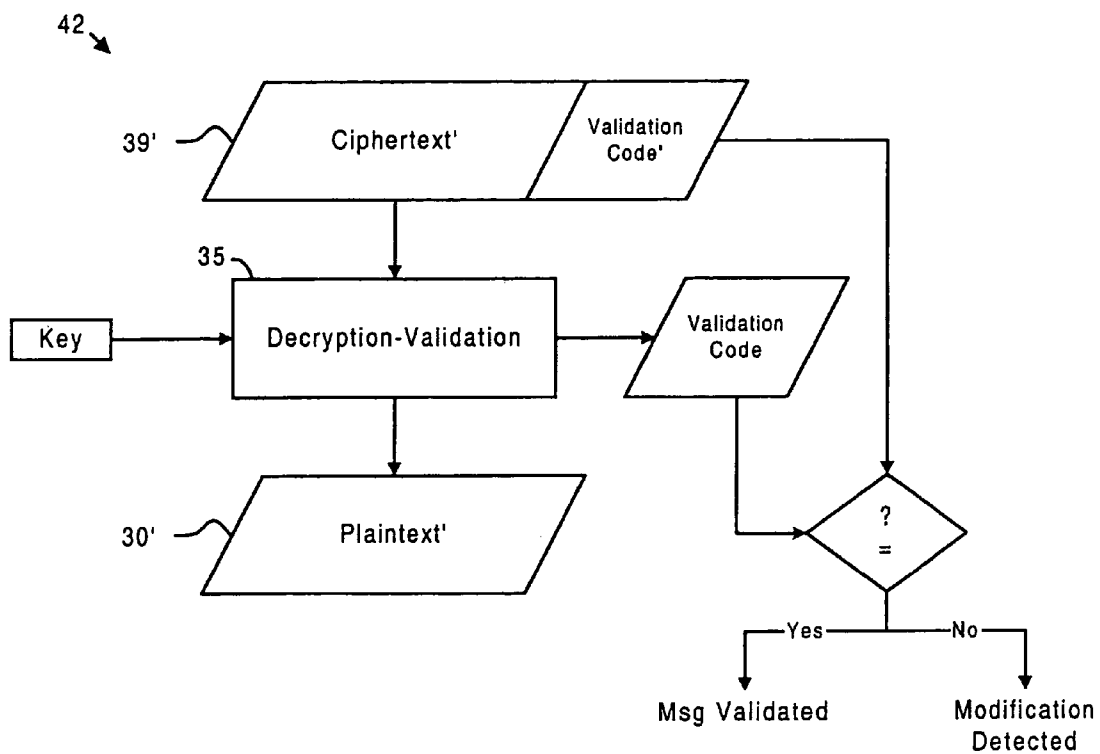 42
39'
Ciphertext'
Validation
Code'
35
Key
Decryption-Validation
Validation
Code
30'
Plaintext'
?
=
Yes
No
Msg Validated
Modification
Detected